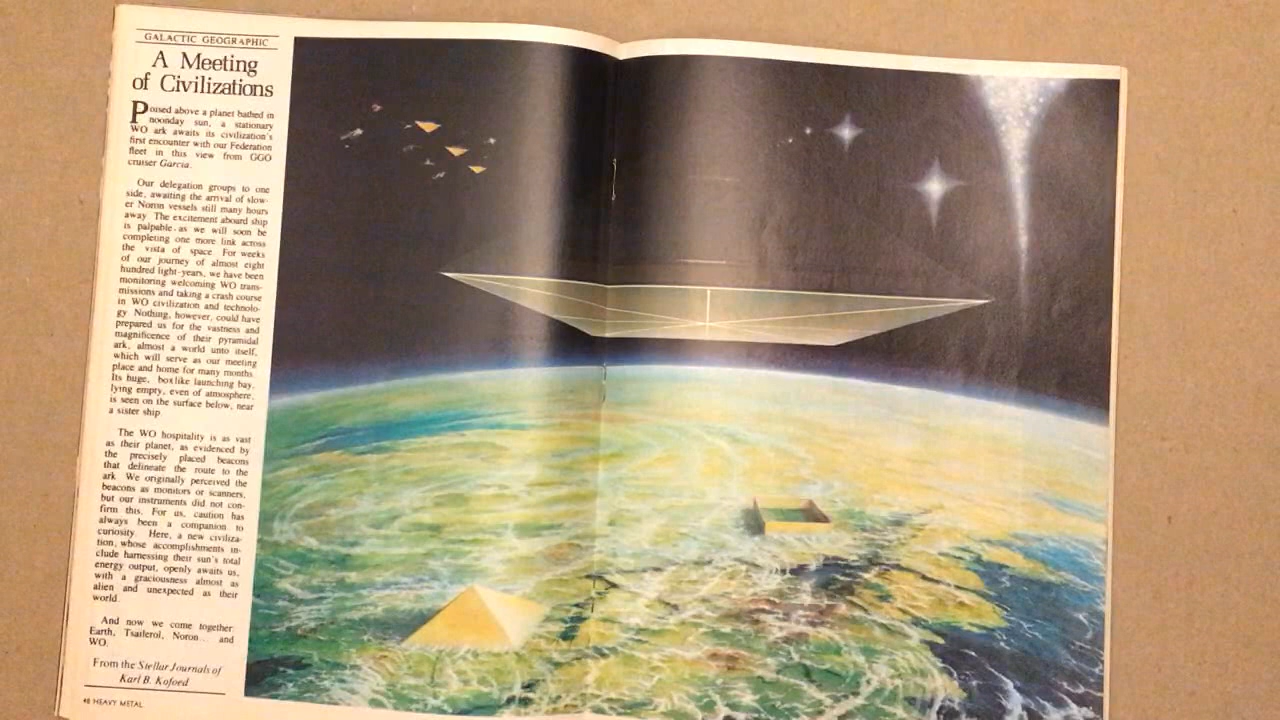 GALACTIC GEOGRAPHIC
A Meeting
of Civilizations
Poised above a planet bathed in
noonday sun, a stationary
WO ark awaits its civilization's
first encounter with our Federation
fleet in this view from GGO
cruiser Garcia.
Our delegation groups to one
side, awaiting the arrival of slow-
er Noron vessels still many hours
away. The excitement aboard ship
is palpable, as we will soon be
completing one more link across
the vista of space. For weeks
of our journey of almost eight
hundred light-years, we have been
monitoring welcoming WO trans-
missions and taking a crash course
in WO civilization and technolo-
gy. Nothing, however, could have
prepared us for the vastness and
magnificence of their pyramidal
ark, almost a world unto itself,
which will serve as our meeting
place and home for many months.
Its huge, boxlike launching bay,
lying empty, even of atmosphere,
is seen on the surface below, near
a sister ship.
The WO hospitality is as vast
as their planet, as evidenced by
the precisely placed beacons
that delineate the route to the
ark. We originally perceived the
beacons as monitors or scanners,
but our instruments did not con-
firm this. For us, caution has
always been a companion to
curiosity. Here, a new civiliza-
tion, whose accomplishments in-
clude harnessing their sun's total
energy output, openly awaits us,
with a graciousness almost as
alien and unexpected as their
world.
And now we come together:
Earth, Tsailerol, Noron... and
WO.
From the Stellar Journals of
Karl B. Kofoed
48 HEAVY METAL